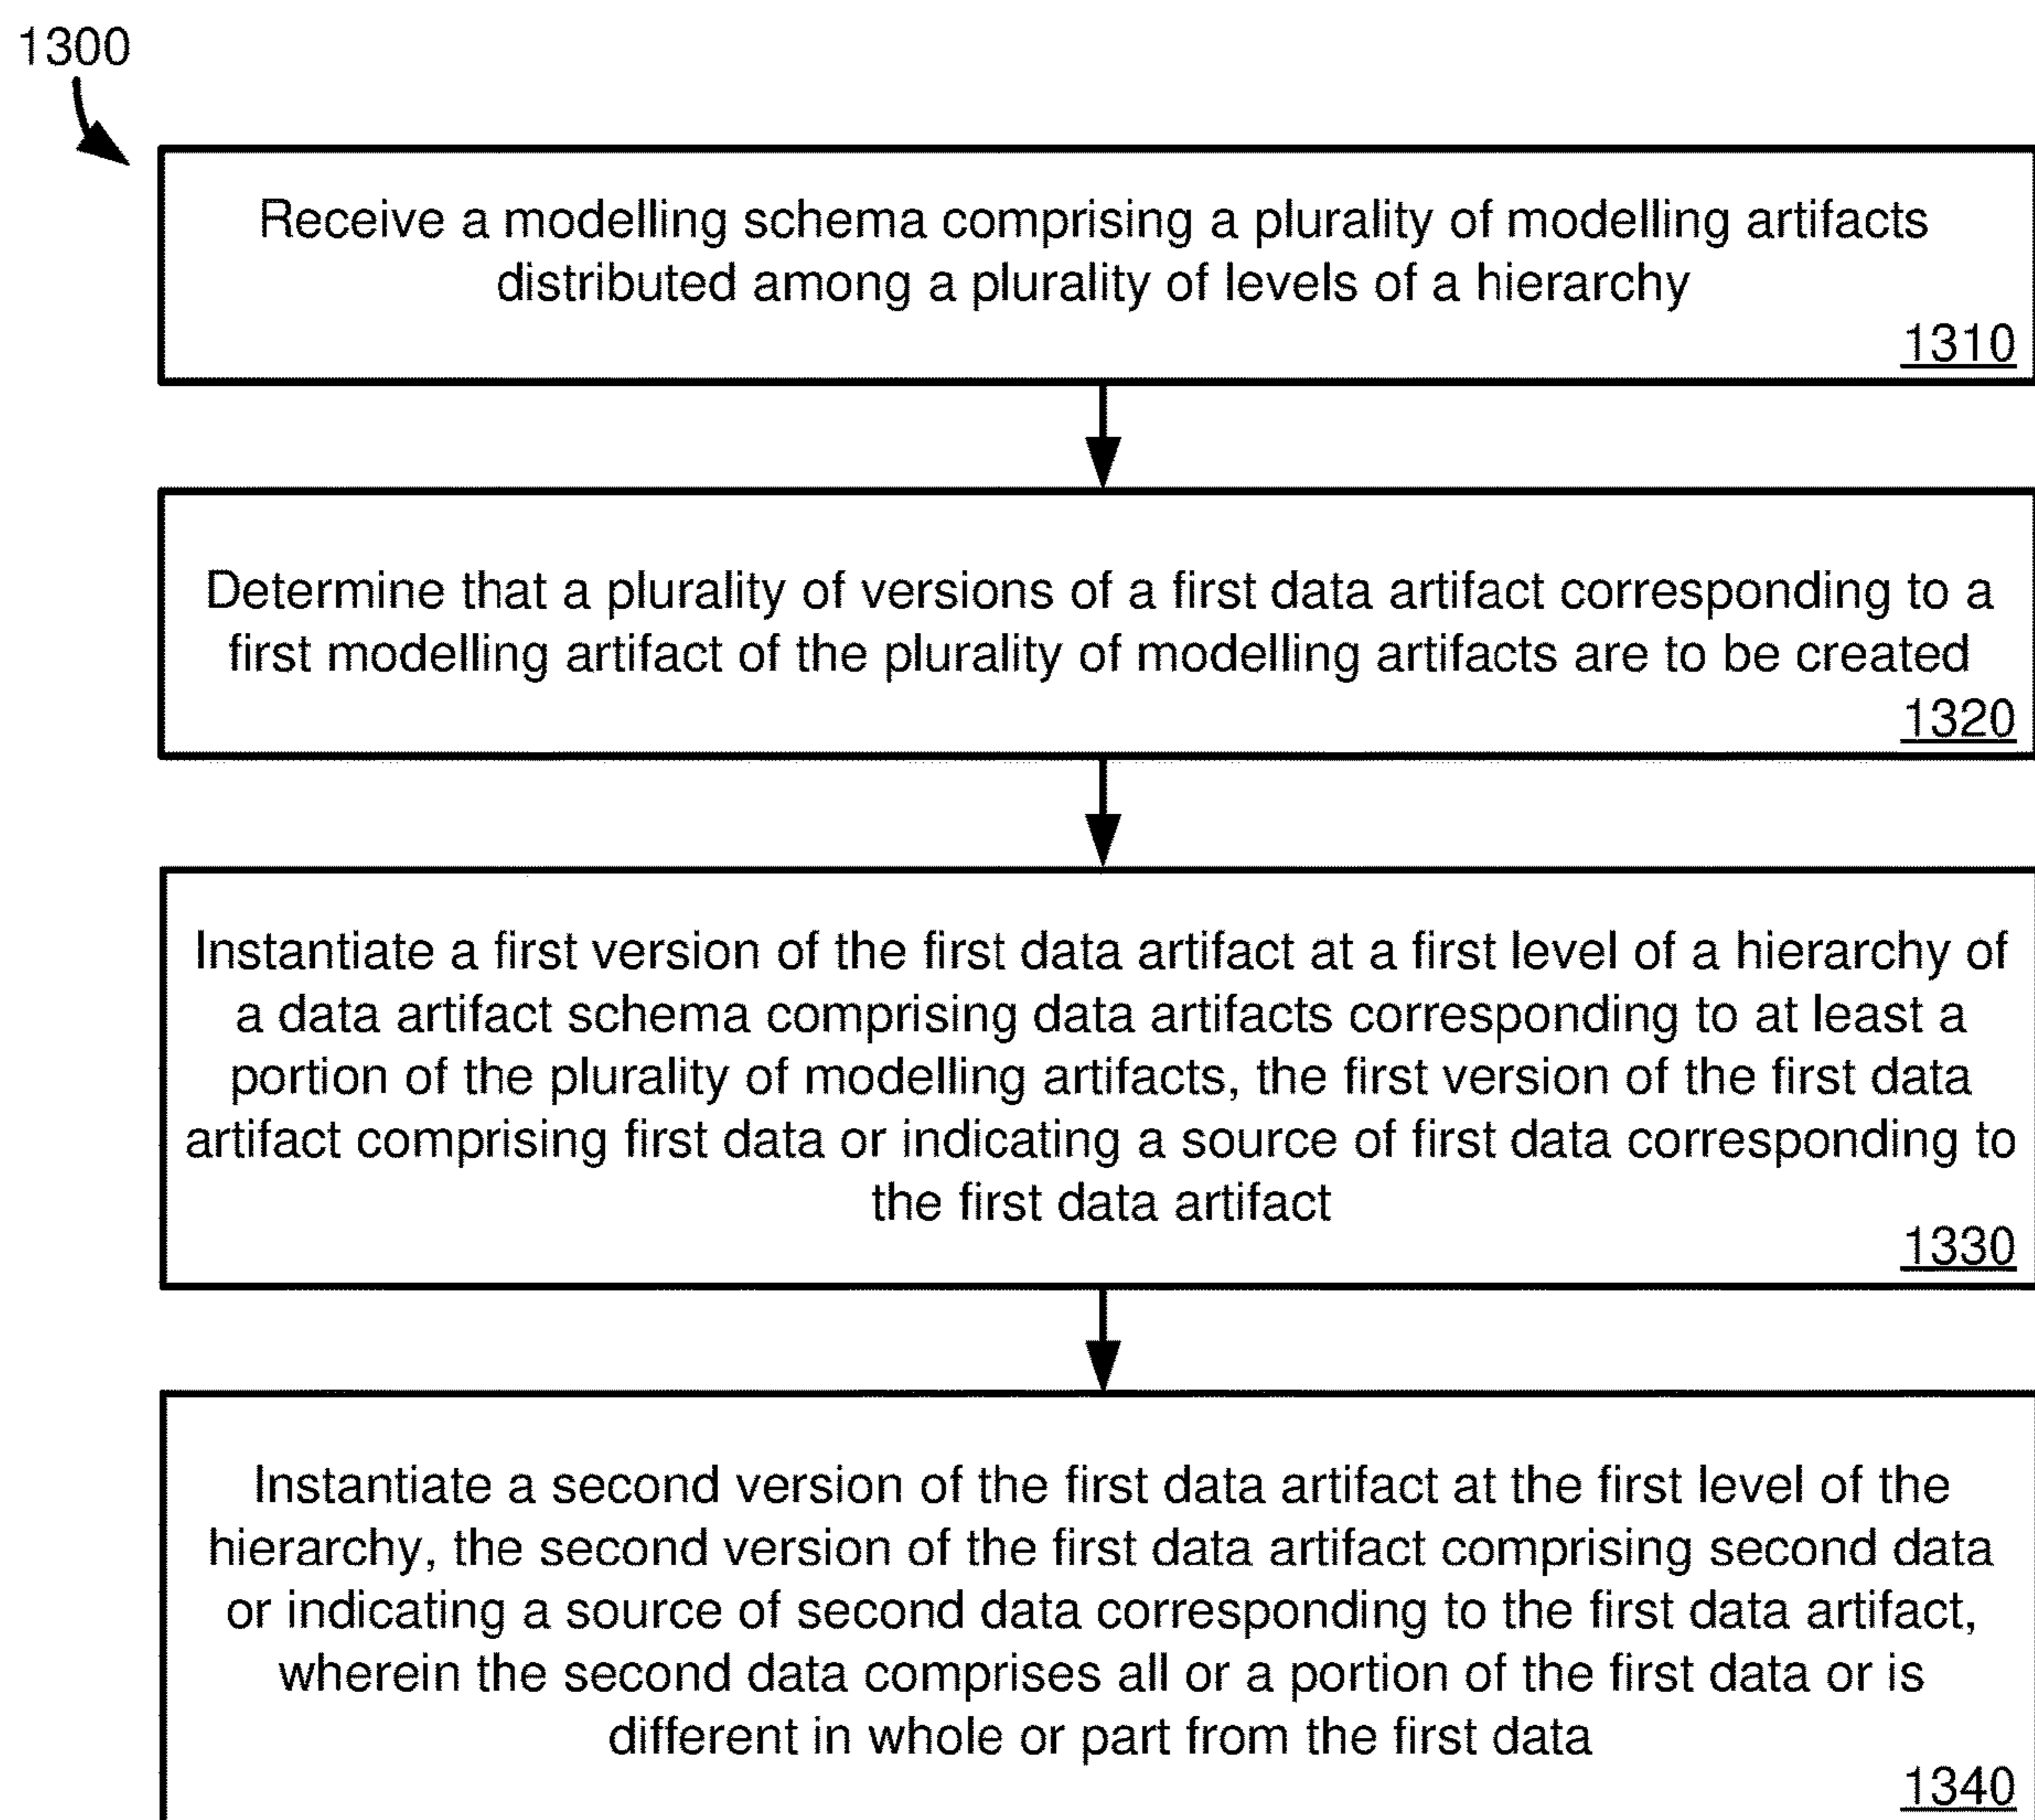 1300
Receive a modelling schema comprising a plurality of modelling artifacts
distributed among a plurality of levels of a hierarchy
1310
Determine that a plurality of versions of a first data artifact corresponding to a
first modelling artifact of the plurality of modelling artifacts are to be created
1320
Instantiate a first version of the first data artifact at a first level of a hierarchy of
a data artifact schema comprising data artifacts corresponding to at least a
portion of the plurality of modelling artifacts, the first version of the first data
artifact comprising first data or indicating a source of first data corresponding to
the first data artifact
1330
Instantiate a second version of the first data artifact at the first level of the
hierarchy, the second version of the first data artifact comprising second data
or indicating a source of second data corresponding to the first data artifact,
wherein the second data comprises all or a portion of the first data or is
different in whole or part from the first data
1340